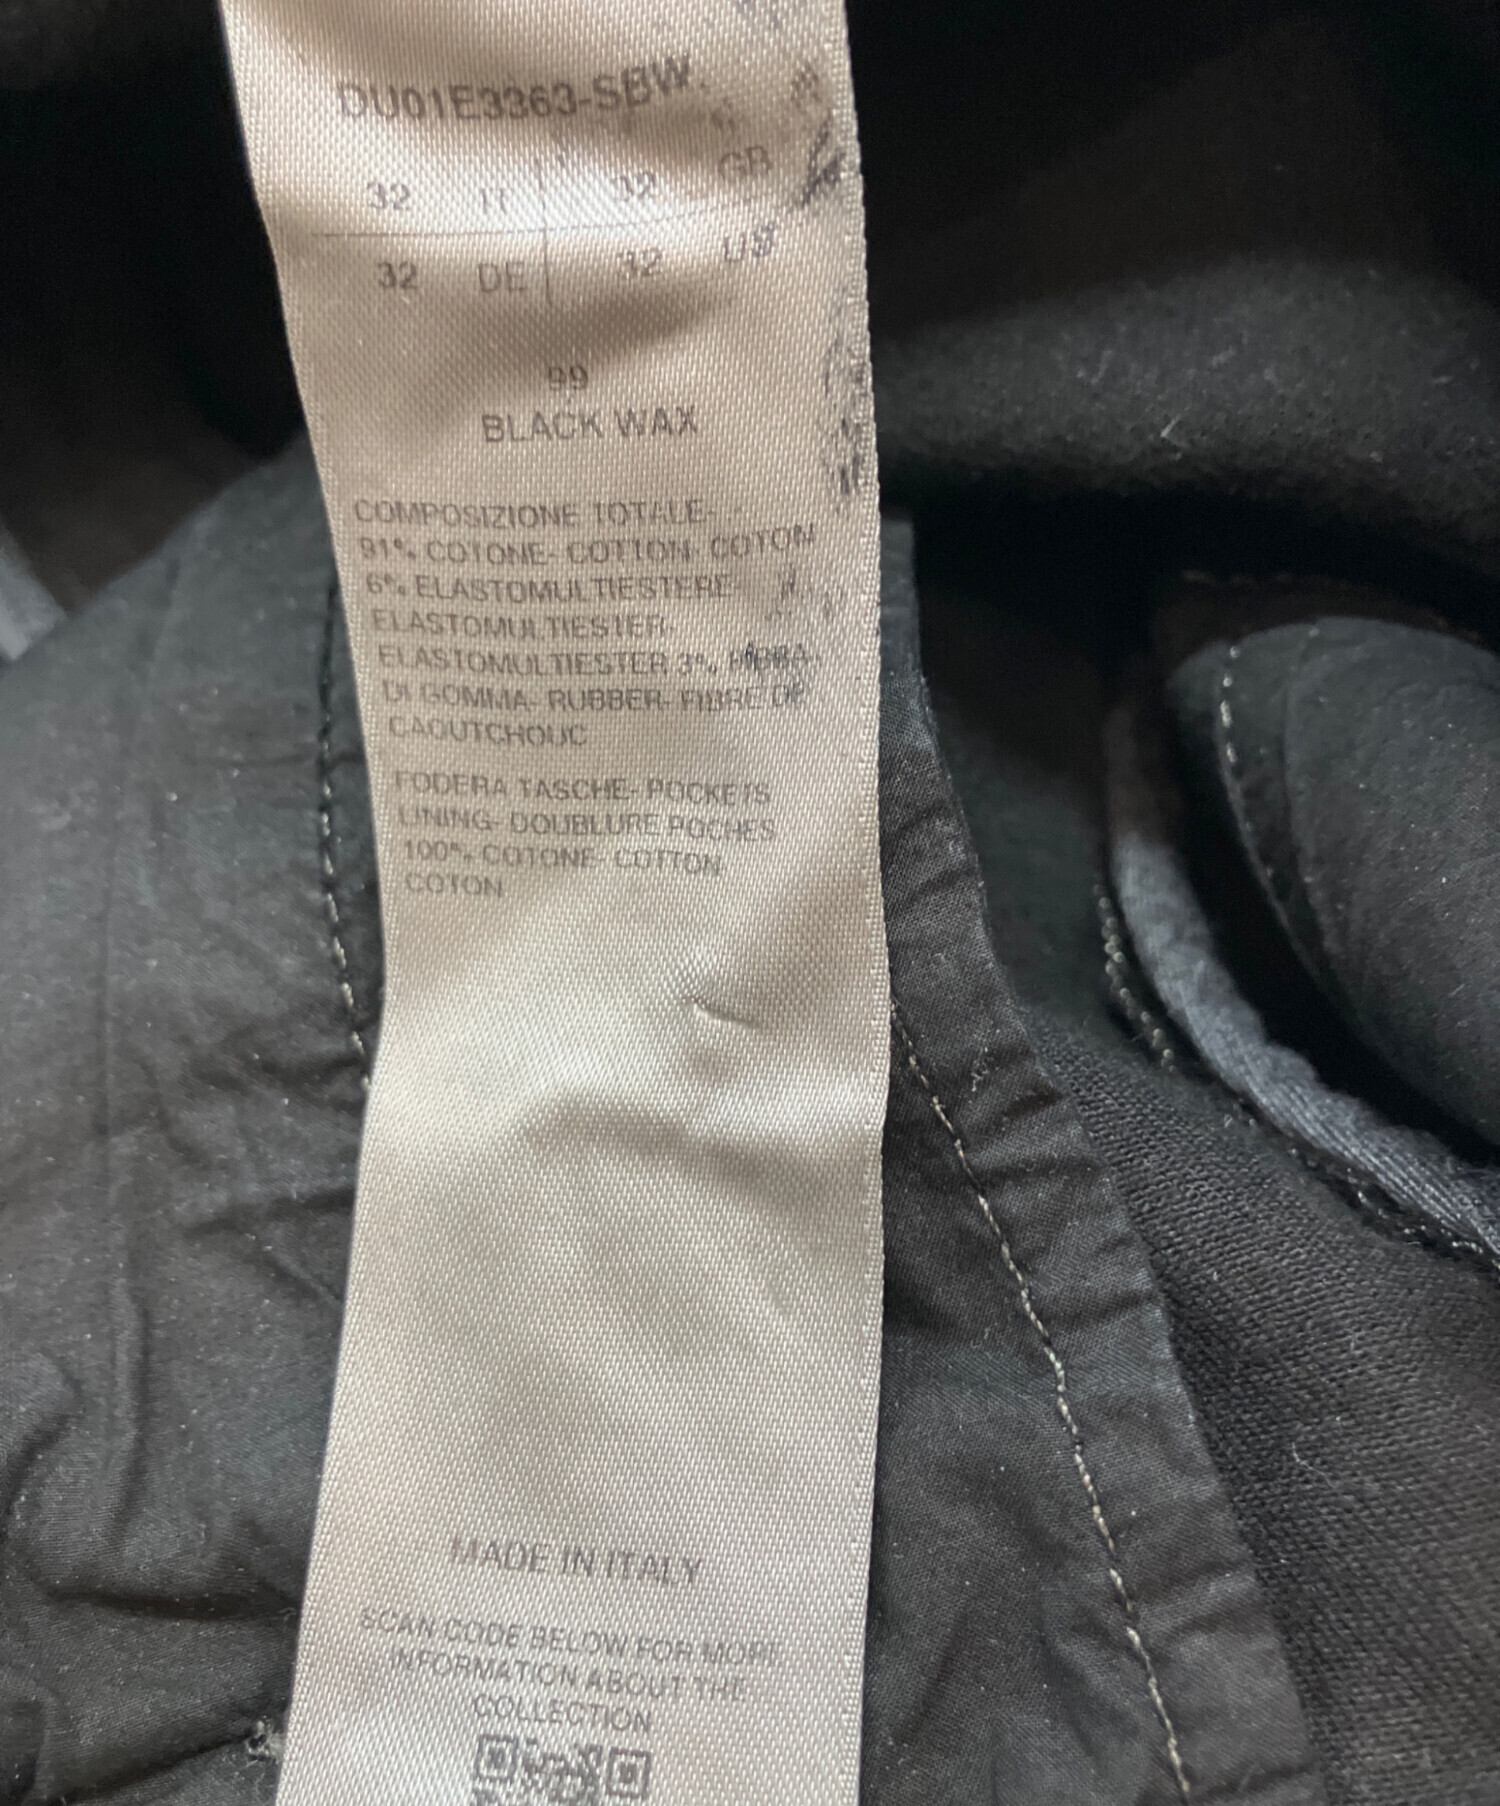 DU01E3363-SBW.
32 IT 32 GB
32 DE 32 US
99
BLACK WAX
COMPOSIZIONE TOTALE-
91% COTONE- COTTON- COTON
6% ELASTOMULTIESTERE
ELASTOMULTIESTER-
ELASTOMULTIESTER 3% FIBRA
DI GOMMA- RUBBER- FIBRE DE
CAOUTCHOUC
FODERA TASCHE- POCKETS
LINING- DOUBLURE POCHES
100% COTONE- COTTON
COTON
MADE IN ITALY
SCAN CODE BELOW FOR MORE
INFORMATION ABOUT THE
COLLECTION